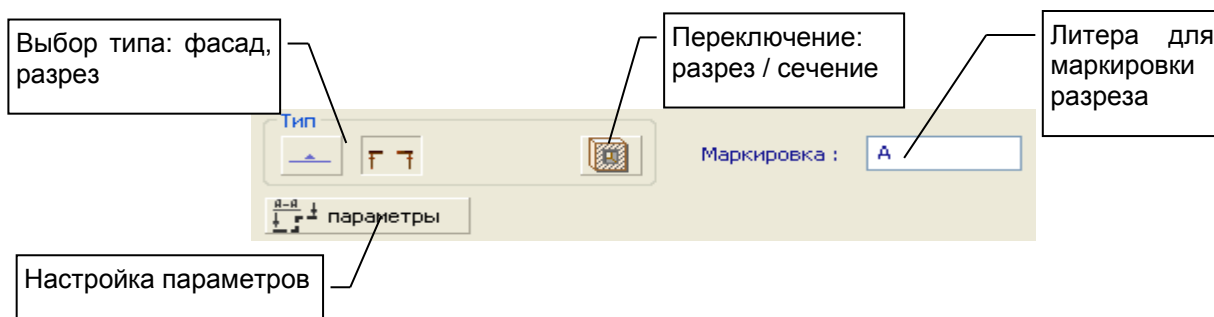 Выбор типа: фасад,
разрез
Переключение:
разрез / сечение
Литера для
маркировки
разреза
Тип
Маркировка :
А
А-А
параметры
Настройка параметров